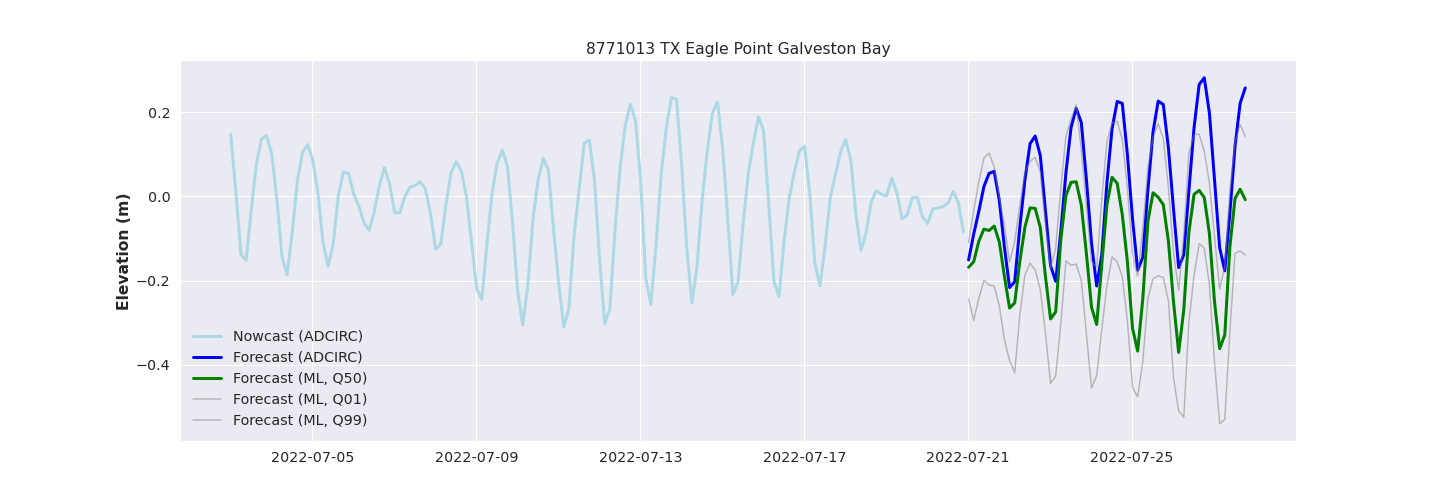 8771013 TX Eagle Point Galveston Bay
Elevation (m)
0.2
0.0
−0.2
−0.4
Nowcast (ADCIRC)
Forecast (ADCIRC)
Forecast (ML, Q50)
Forecast (ML, Q01)
Forecast (ML, Q99)
2022-07-05 2022-07-09 2022-07-13 2022-07-17 2022-07-21 2022-07-25